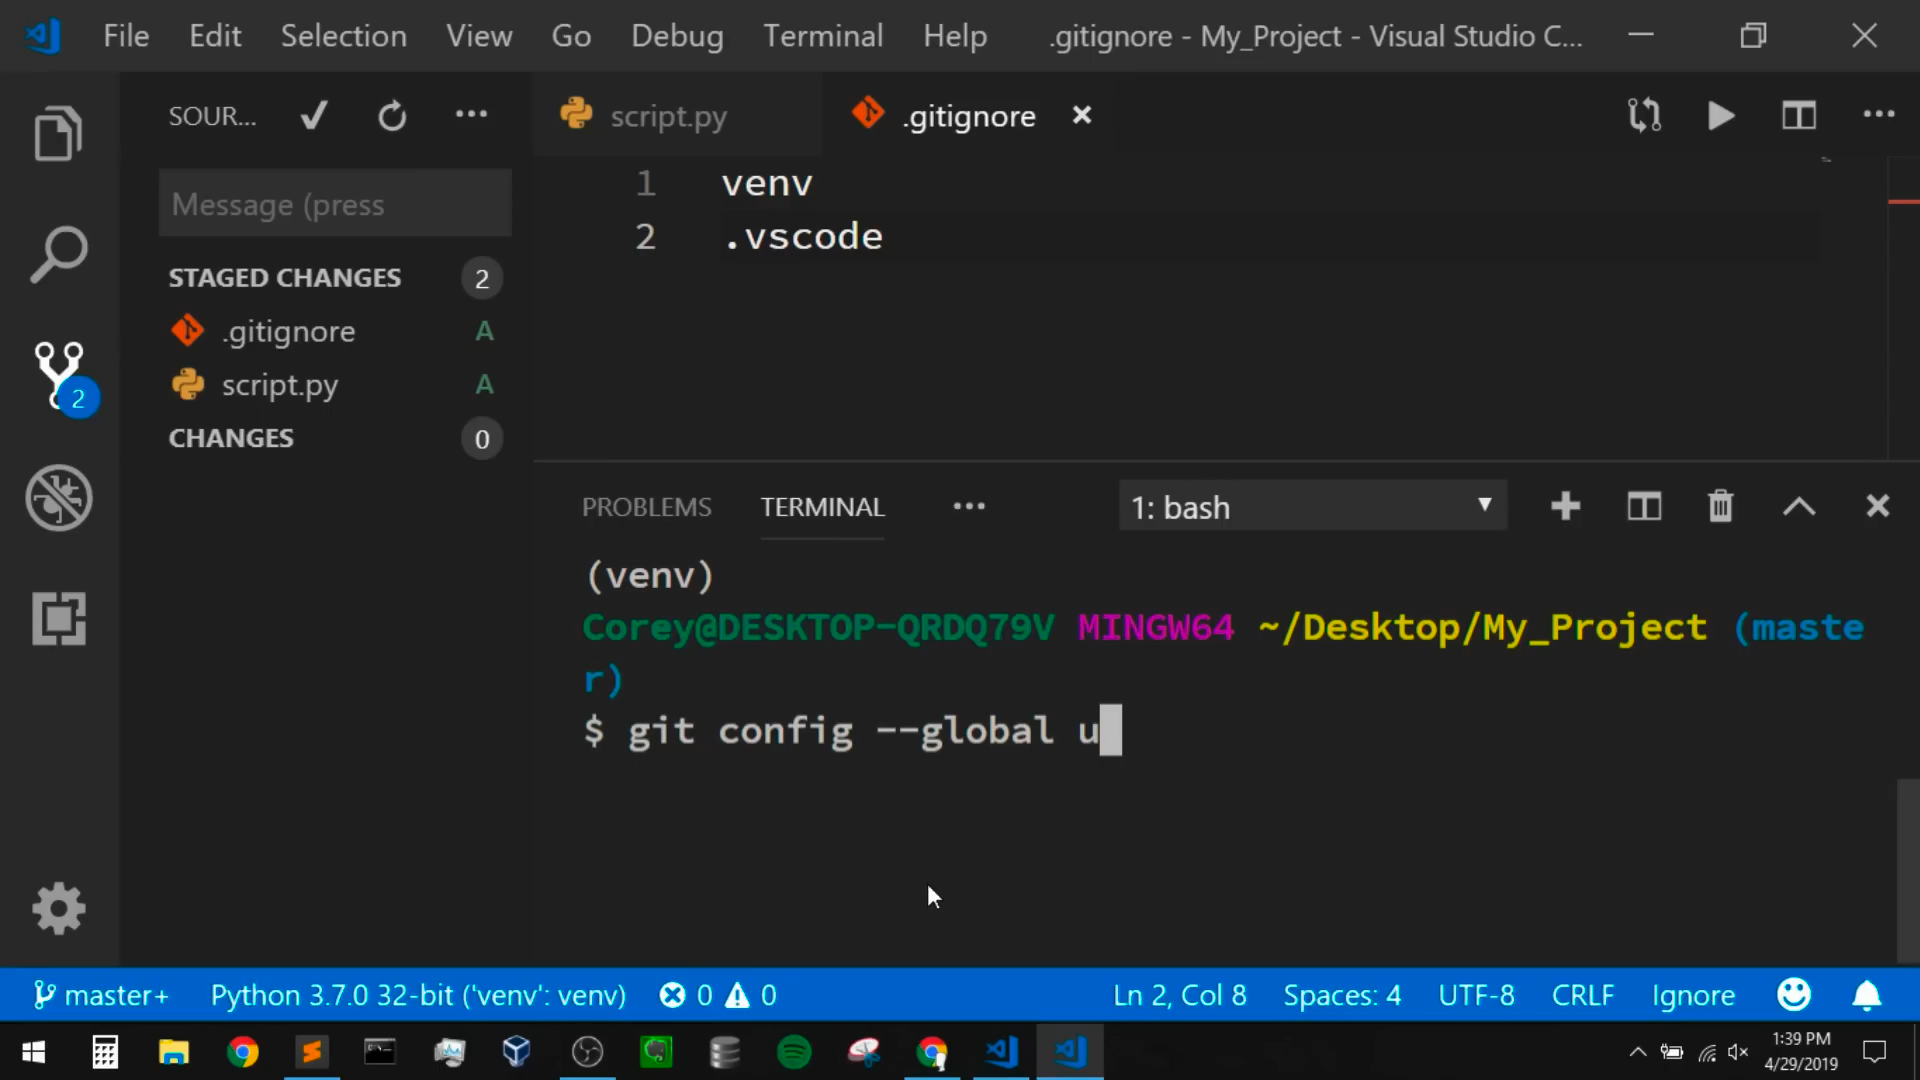 File Edit Selection View Go Debug Terminal Help .gitignore - My_Project - Visual Studio C...
SOUR...
script.py
.gitignore
Message (press
1 venv
2 .vscode
STAGED CHANGES 2
.gitignore A
script.py A
CHANGES 0
2
PROBLEMS TERMINAL 1: bash
(venv)
Corey@DESKTOP-QRDQ79V MINGW64 ~/Desktop/My_Project (maste
r)
$ git config --global u
master+ Python 3.7.0 32-bit ('venv': venv) 0 0 Ln 2, Col 8 Spaces: 4 UTF-8 CRLF Ignore
1:39 PM
4/29/2019